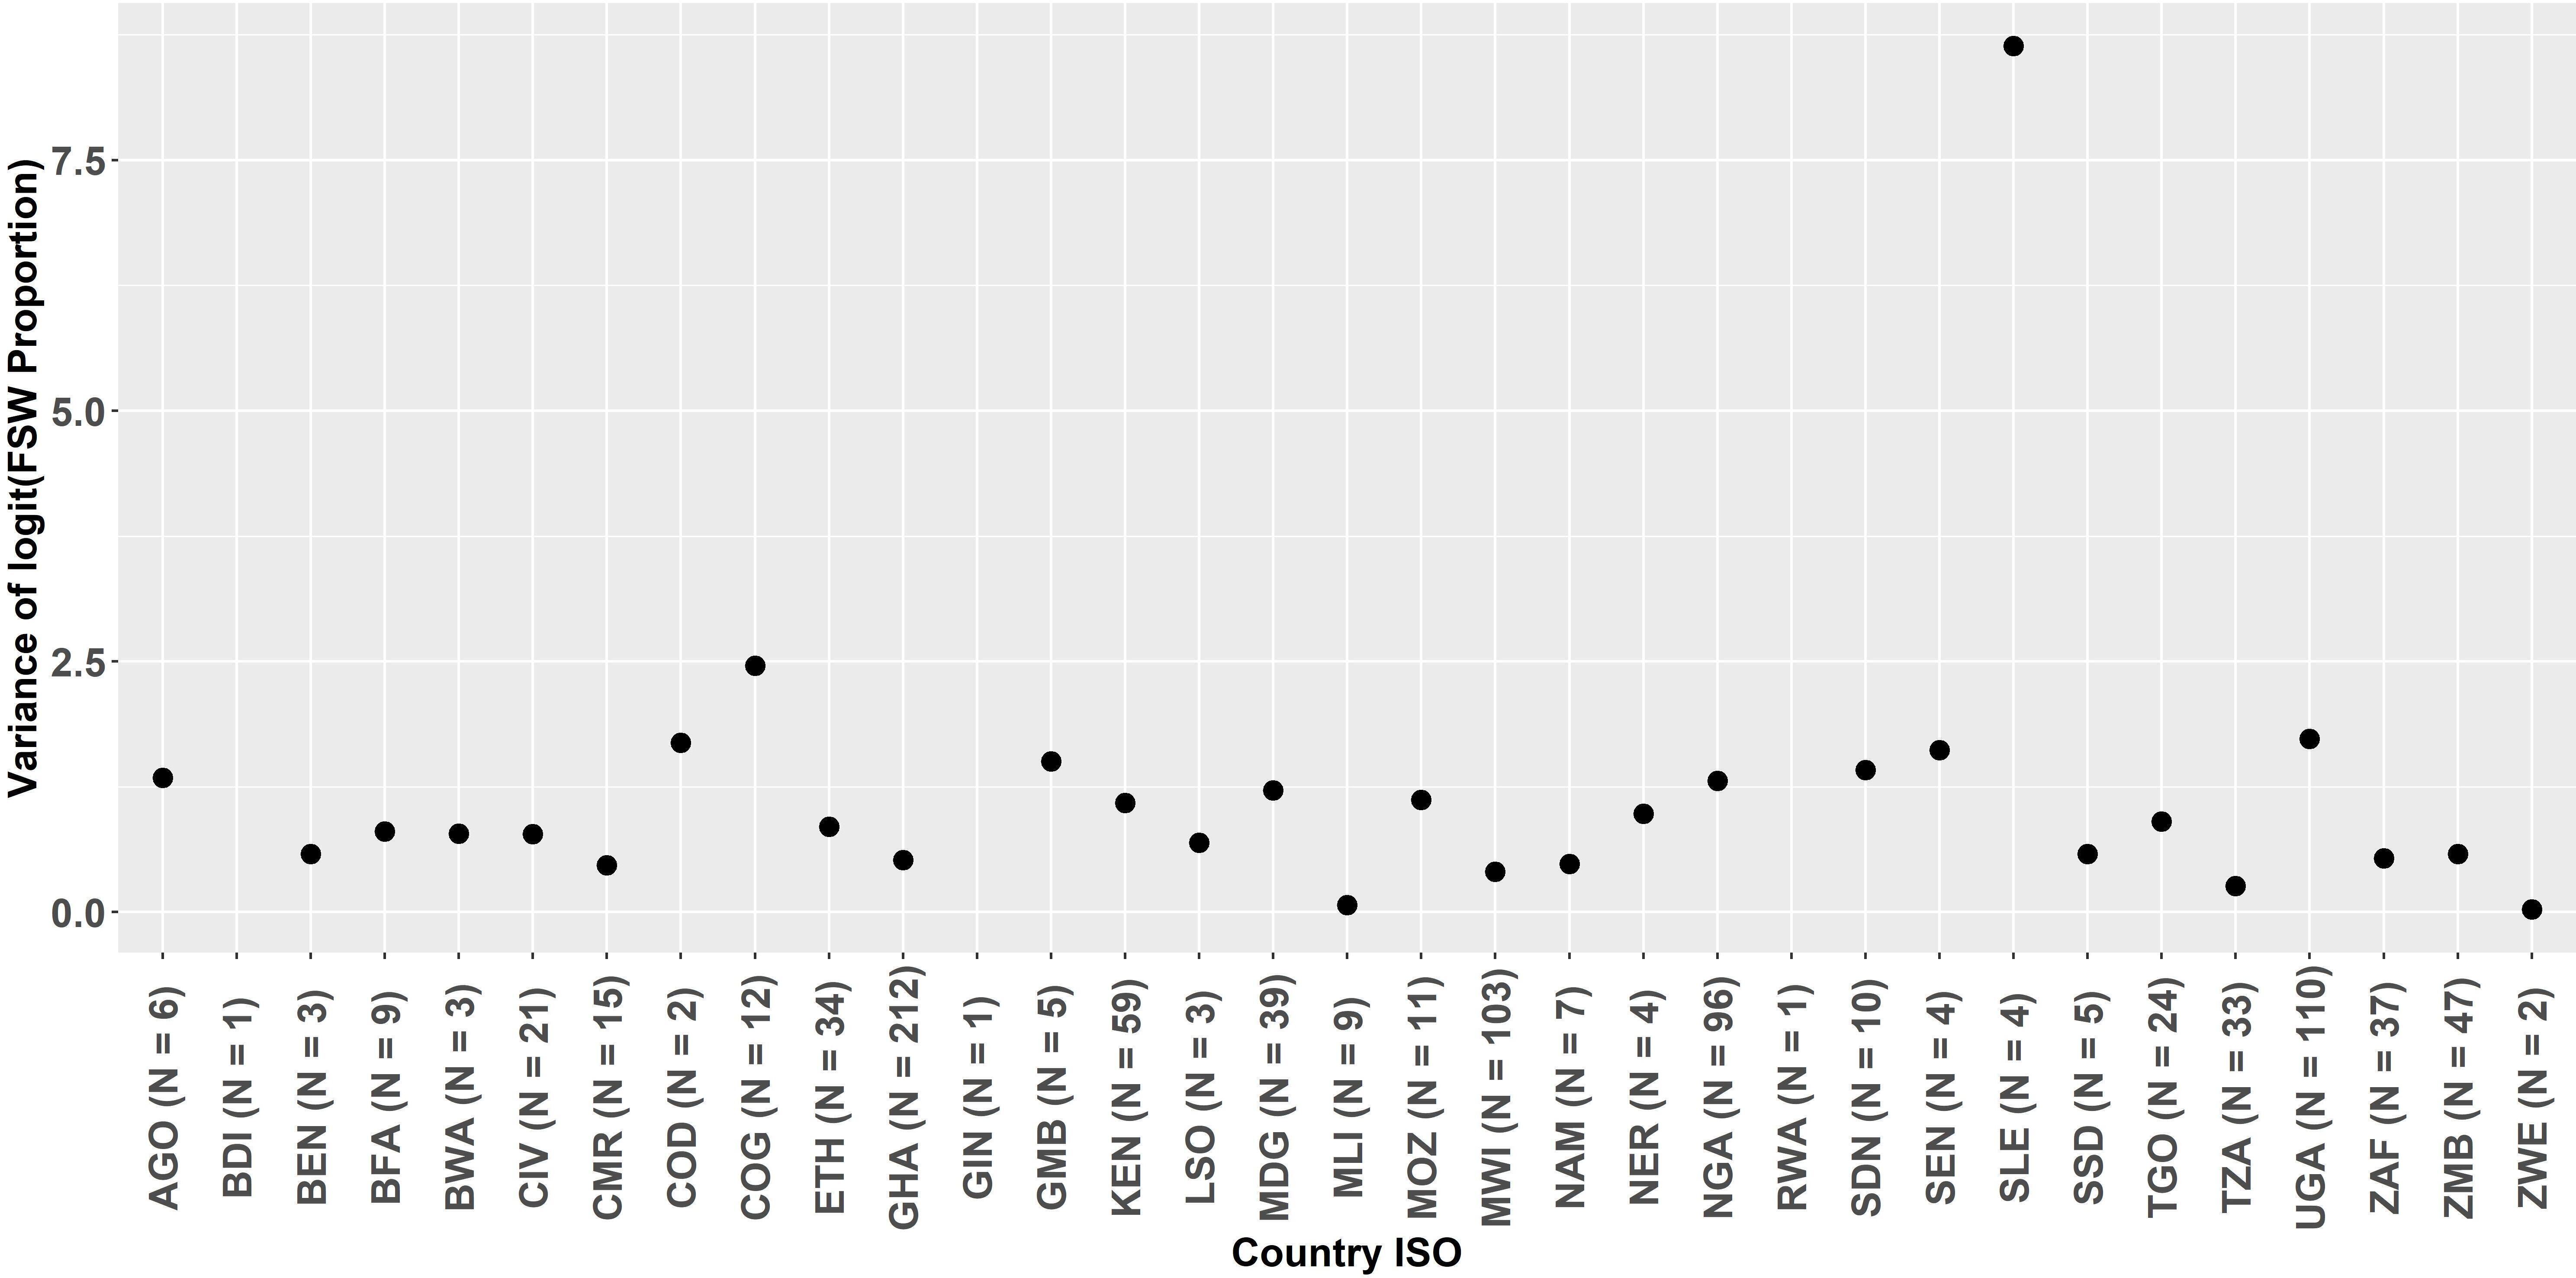 Variance of logit(FSW Proportion)
7.5
5.0
2.5
0.0
AGO (N = 6)
BDI (N = 1)
BEN (N = 3)
BFA (N = 9)
BWA (N = 3)
CIV (N = 21)
CMR (N = 15)
COD (N = 2)
COG (N = 12)
ETH (N = 34)
GHA (N = 212)
GIN (N = 1)
GMB (N = 5)
KEN (N = 59)
LSO (N = 3)
MDG (N = 39)
MLI (N = 9)
MOZ (N = 11)
MWI (N = 103)
NAM (N = 7)
NER (N = 4)
NGA (N = 96)
RWA (N = 1)
SDN (N = 10)
SEN (N = 4)
SLE (N = 4)
SSD (N = 5)
TGO (N = 24)
TZA (N = 33)
UGA (N = 110)
ZAF (N = 37)
ZMB (N = 47)
ZWE (N = 2)
Country ISO